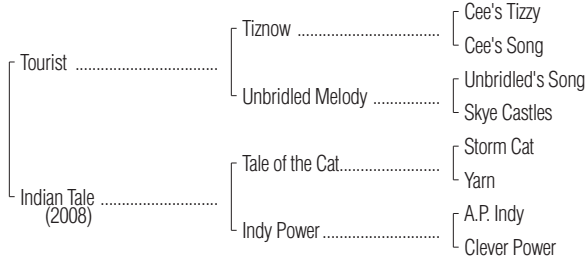 Cee's Tizzy
Tiznow
Cee's Song
Tourist
Unbridled's Song
Unbridled Melody
Skye Castles
Storm Cat
Tale of the Cat
Yarn
Indian Tale
(2008)
A.P. Indy
Indy Power
Clever Power